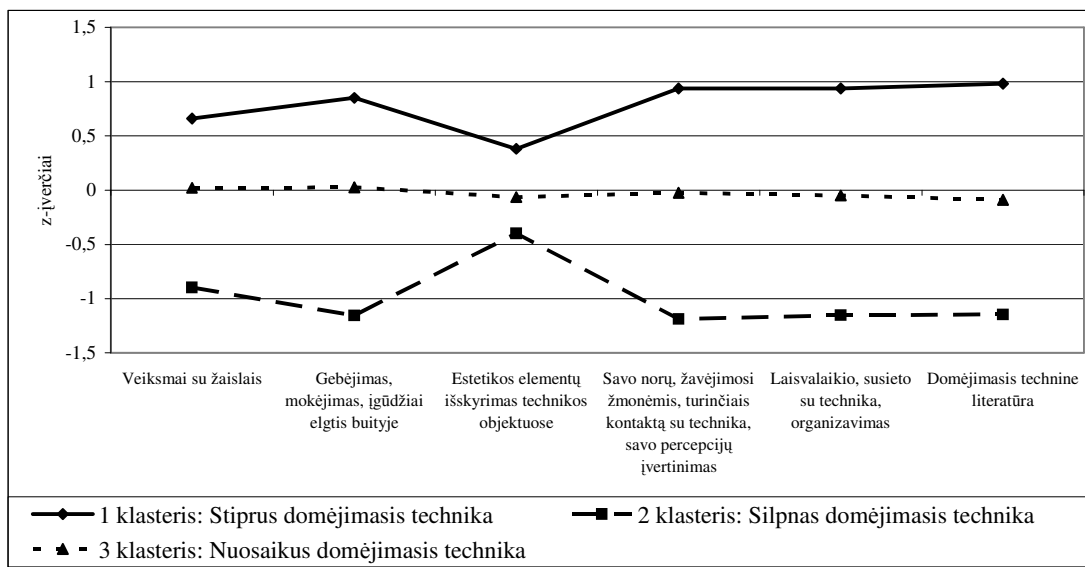 1,5
1
0,5
0
-0,5
-1
-1,5
z-įverčiai
Veiksmai su žaislais
Gebėjimas,
mokėjimas, įgūdžiai
elgtis buityje
Estetikos elementų
išskyrimas technikos
objektuose
Savo norų, žavėjimosi
žmonėmis, turinčiais
kontaktą su technika,
savo percepcijų
įvertinimas
Laisvalaikio, susieto
su technika,
organizavimas
Domėjimasis technine
literatūra
1 klasteris: Stiprus domėjimasis technika
2 klasteris: Silpnas domėjimasis technika
3 klasteris: Nuosaikus domėjimasis technika